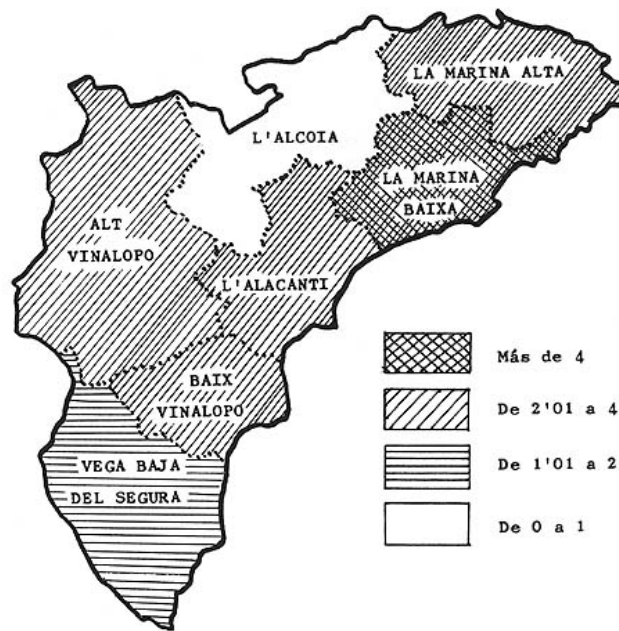 LA MARINA ALTA
L'ALCOIA
LA MARINA
BAIXA
ALT
VINALOPO
L'ALACANTI
BAIX
VINALOPO
VEGA BAJA
DEL SEGURA
Más de 4
De 2'01 a 4
De 1'01 a 2
De 0 a 1